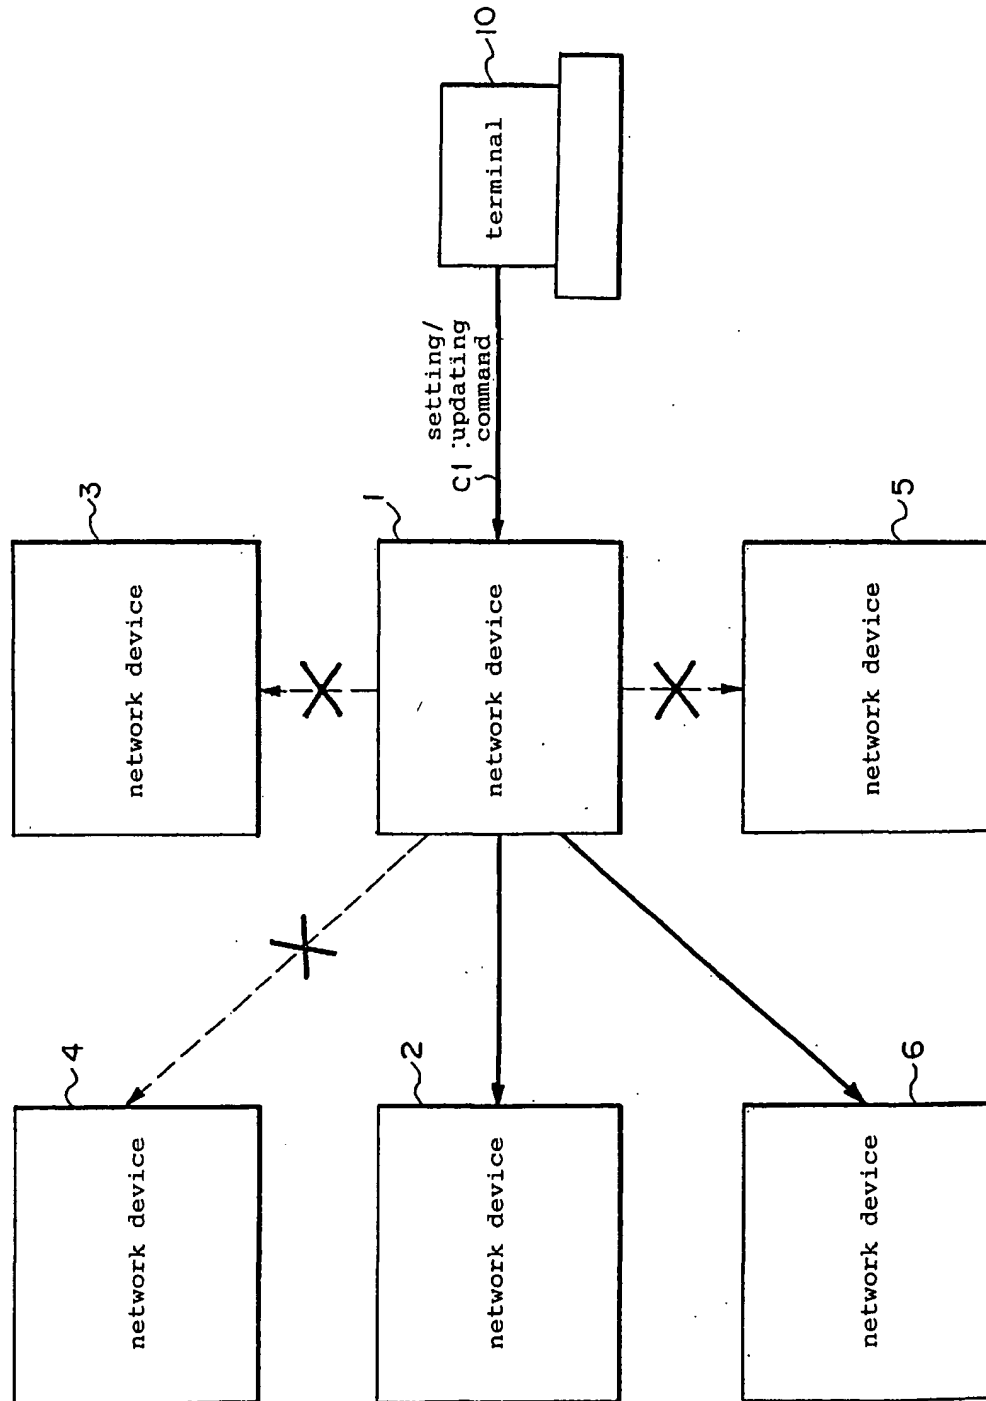 10
terminal
setting/
C1 :updating
command
3
network device
1
network device
5
network device
4
network device
2
network device
6
network device